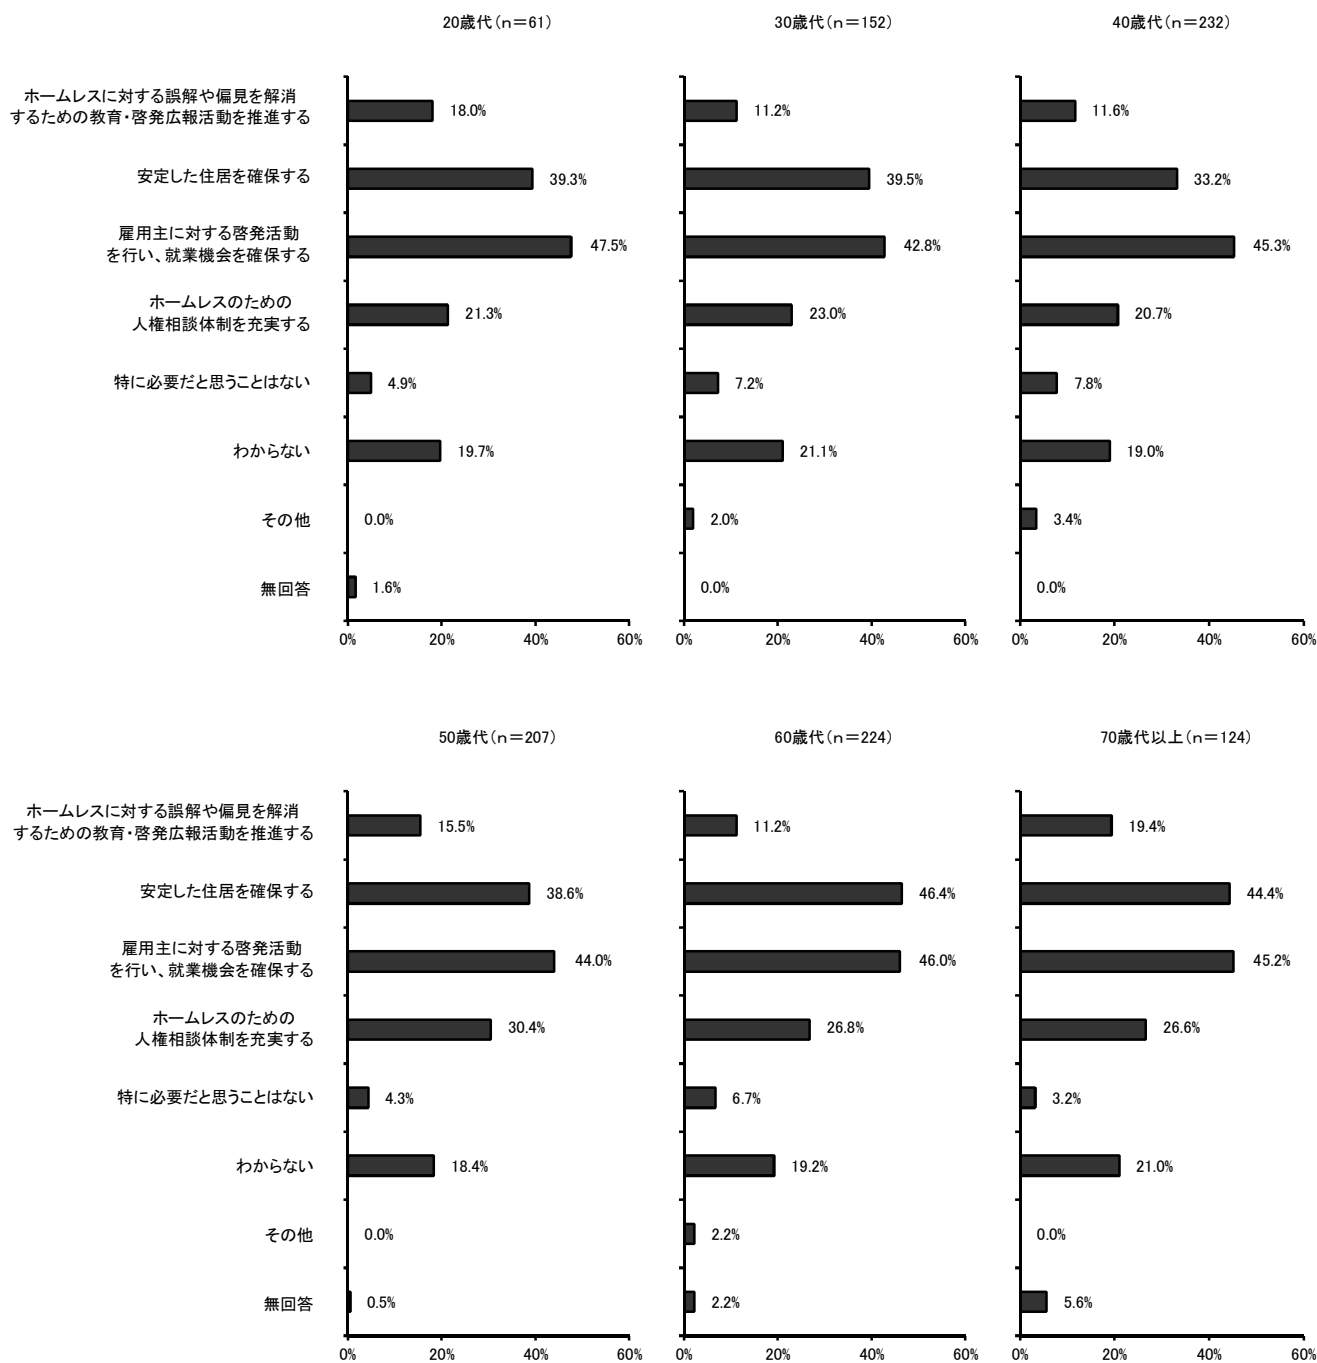 20歳代(n=61)
30歳代(n=152)
40歳代(n=232)
ホームレスに対する誤解や偏見を解消
するための教育・啓発広報活動を推進する
18.0%
11.2%
11.6%
安定した住居を確保する
39.3%
39.5%
33.2%
雇用主に対する啓発活動
を行い、就業機会を確保する
47.5%
42.8%
45.3%
ホームレスのための
人権相談体制を充実する
21.3%
23.0%
20.7%
特に必要だと思うことはない
4.9%
7.2%
7.8%
わからない
19.7%
21.1%
19.0%
その他
0.0%
2.0%
3.4%
無回答
1.6%
0.0%
0.0%
0% 20% 40% 60%
0% 20% 40% 60%
0% 20% 40% 60%
50歳代(n=207)
60歳代(n=224)
70歳代以上(n=124)
ホームレスに対する誤解や偏見を解消
するための教育・啓発広報活動を推進する
15.5%
11.2%
19.4%
安定した住居を確保する
38.6%
46.4%
44.4%
雇用主に対する啓発活動
を行い、就業機会を確保する
44.0%
46.0%
45.2%
ホームレスのための
人権相談体制を充実する
30.4%
26.8%
26.6%
特に必要だと思うことはない
4.3%
6.7%
3.2%
わからない
18.4%
19.2%
21.0%
その他
0.0%
2.2%
0.0%
無回答
0.5%
2.2%
5.6%
0% 20% 40% 60%
0% 20% 40% 60%
0% 20% 40% 60%